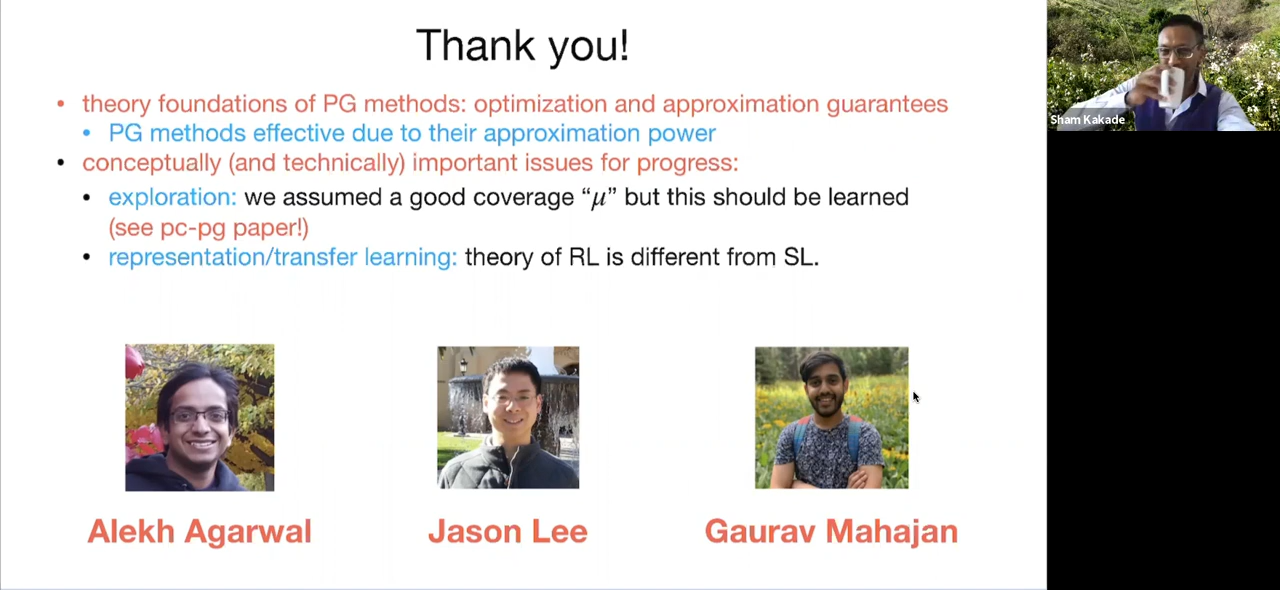 Thank you!
• theory foundations of PG methods: optimization and approximation guarantees
• PG methods effective due to their approximation power
• conceptually (and technically) important issues for progress:
• exploration: we assumed a good coverage “μ” but this should be learned
(see pc-pg paper!)
• representation/transfer learning: theory of RL is different from SL.
Alekh Agarwal
Jason Lee
Gaurav Mahajan
Sham Kakade